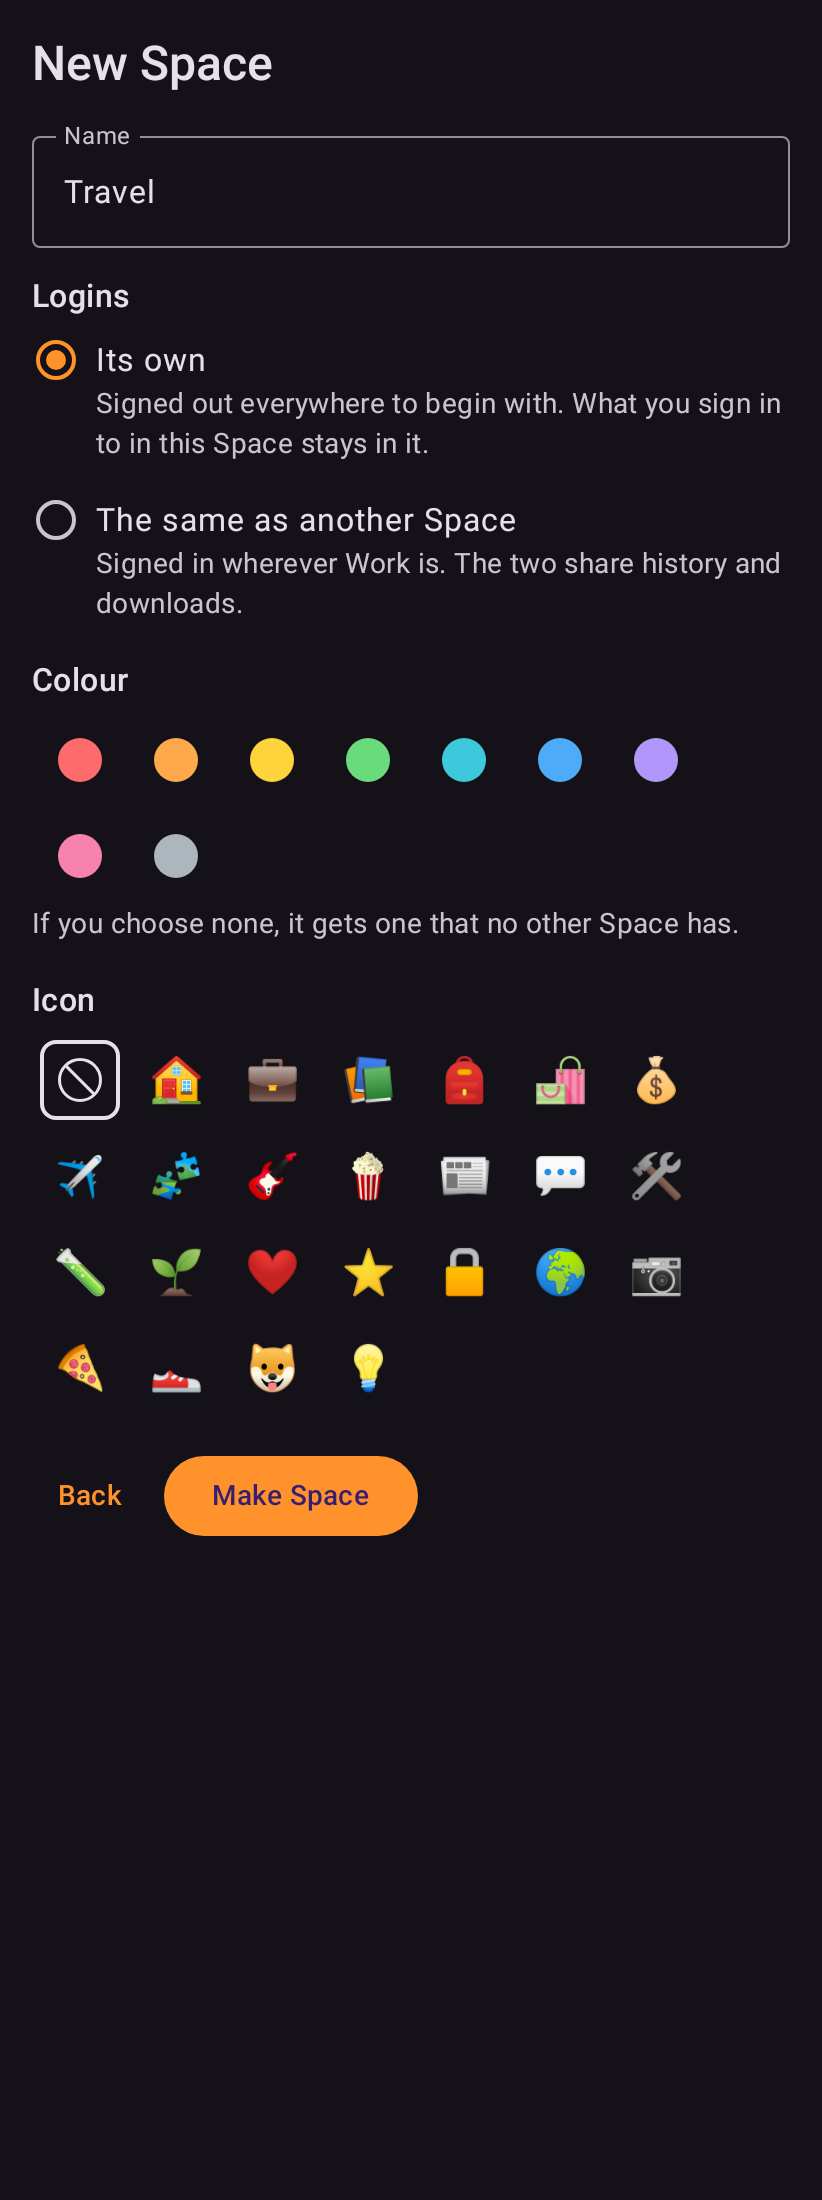 New Space
Name
Travel
Logins
Its own
Signed out everywhere to begin with. What you sign in
to in this Space stays in it.
The same as another Space
Signed in wherever Work is. The two share history and
downloads.
Colour
If you choose none, it gets one that no other Space has.
Icon
Back
Make Space